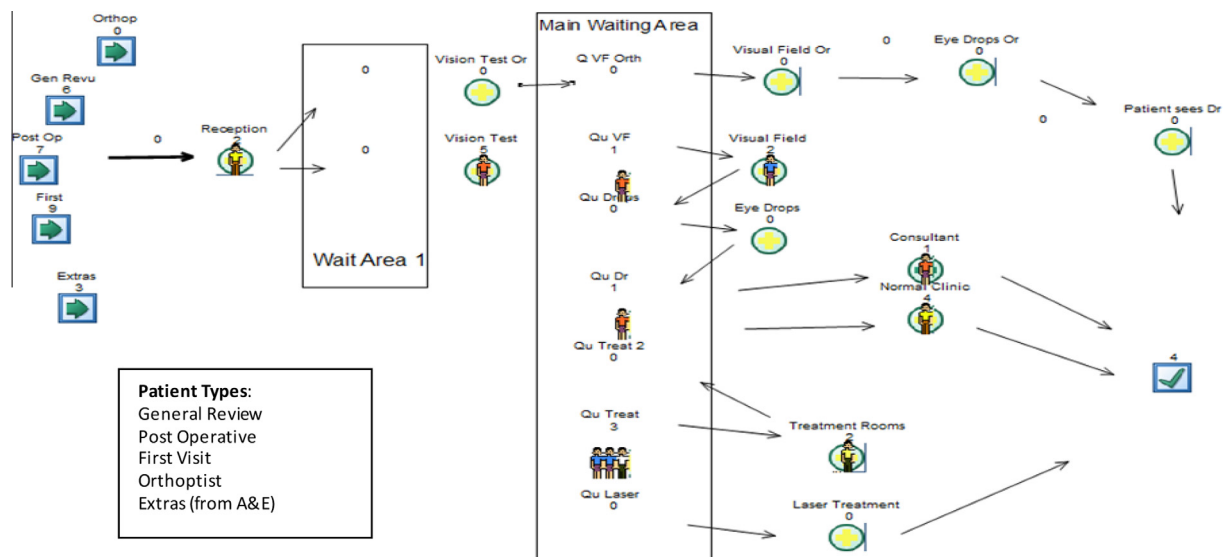 Orthop
0
Gen Revu
6
Post Op
7
First
9
Extras
3
0
Reception
2
0
0
Wait Area 1
Vision Test Or
0
Vision Test
5
Main Waiting Area
Q VF Orth
0
Qu VF
1
Qu Drops
0
Qu Dr
1
Qu Treat 2
0
Qu Treat
3
Qu Laser
0
Visual Field Or
0
0
Eye Drops Or
0
0
Patient sees Dr
0
Visual Field
2
Eye Drops
0
Consultant
1
Normal Clinic
4
4
Treatment Rooms
2
Laser Treatment
0
Patient Types:
General Review
Post Operative
First Visit
Orthoptist
Extras (from A&E)